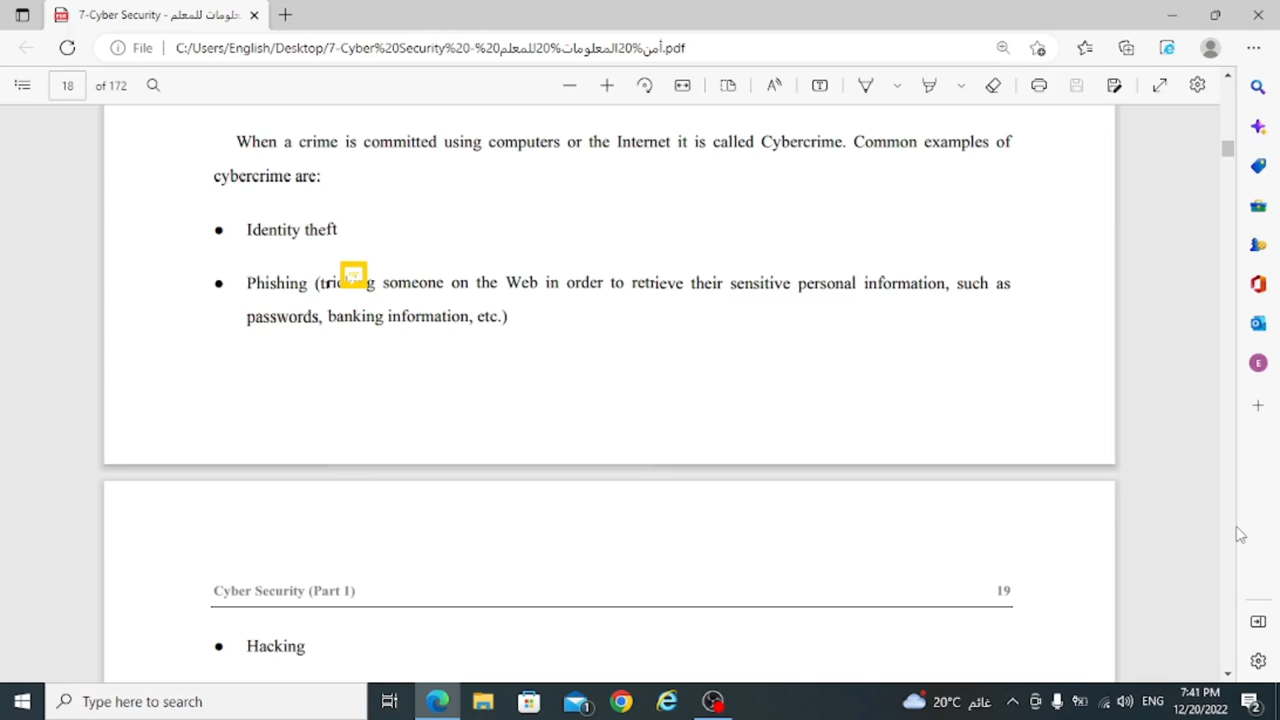 7-Cyber Security - معلومات للمعلم
File
C:/Users/English/Desktop/7-Cyber%20Security%20-%20أمن%20المعلومات%20للمعلم.pdf
18 of 172
When a crime is committed using computers or the Internet it is called Cybercrime. Common examples of
cybercrime are:
● Identity theft
● Phishing (tricking someone on the Web in order to retrieve their sensitive personal information, such as
passwords, banking information, etc.)
Cyber Security (Part 1) 19
● Hacking
Type here to search
20°C غائم
ENG
7:41 PM
12/20/2022